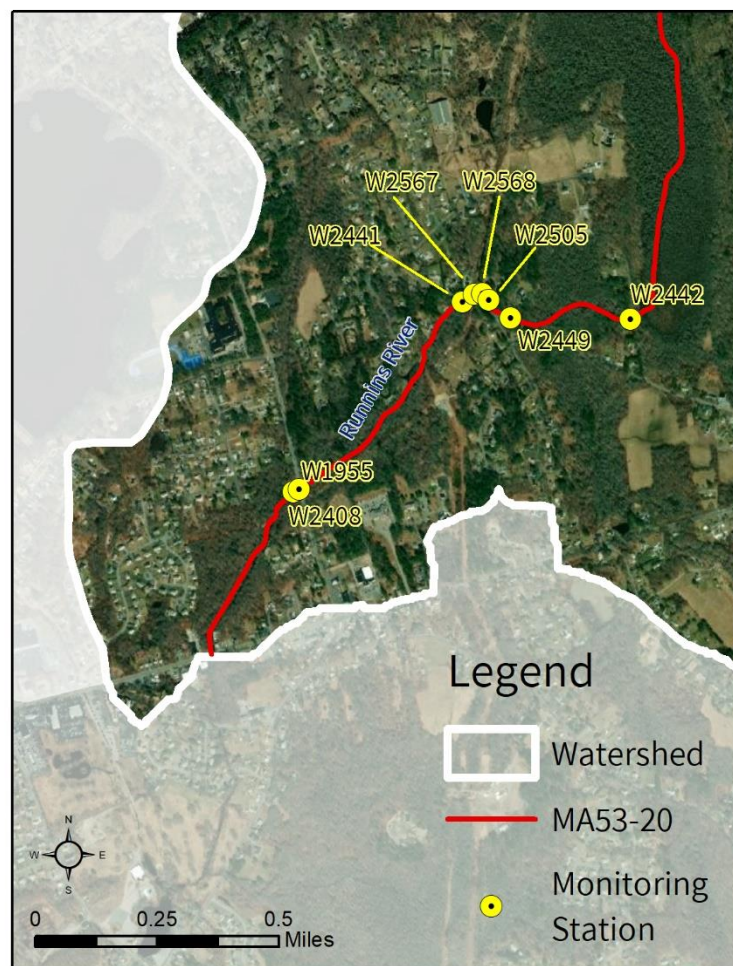 W2567
W2568
W2441
W2505
W2442
W2449
Runnins River
W1955
W2408
Legend
Watershed
MA53-20
Monitoring
Station
N
W
E
S
0
0.25
0.5
Miles